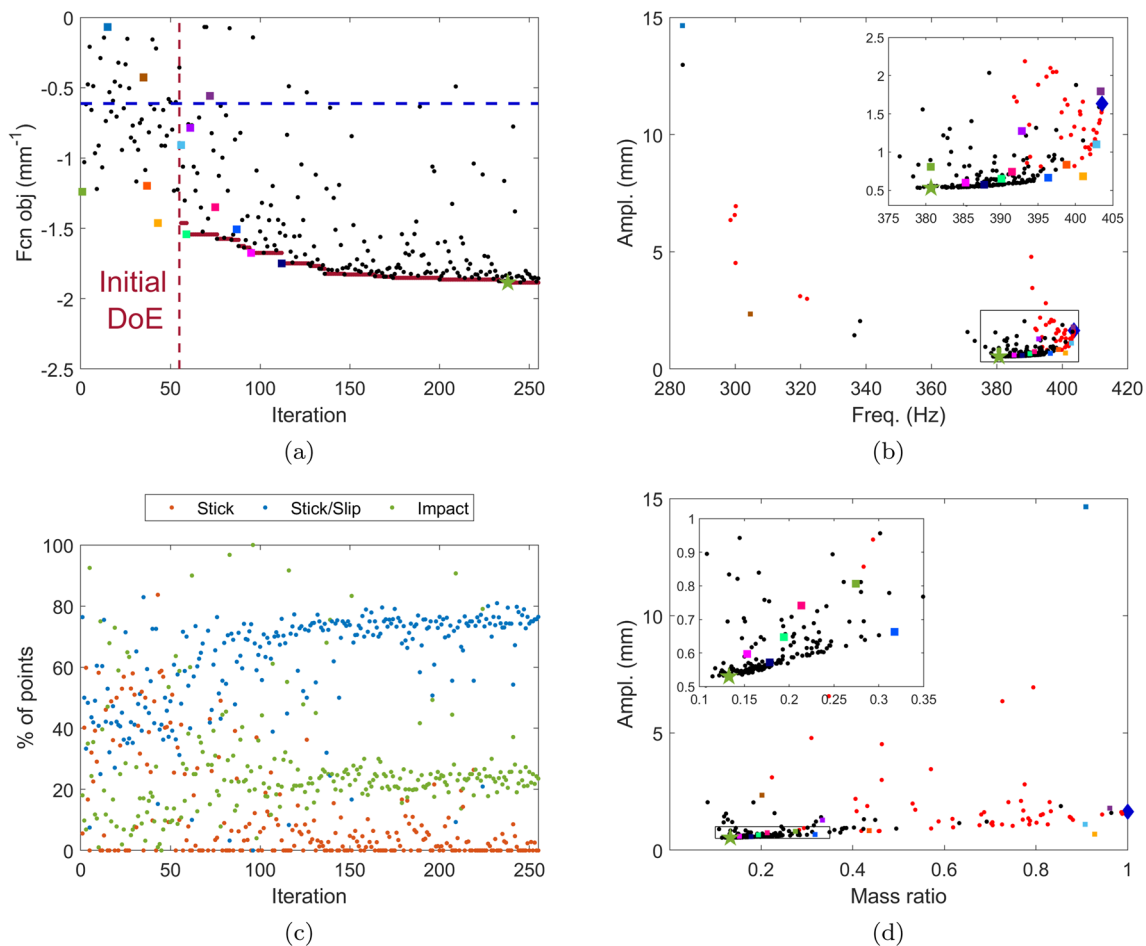 0
-0.5
-1
-1.5
-2
-2.5
Fcn obj (mm⁻¹)
Initial
DoE
0 50 100 150 200 250
Iteration
(a)
15
10
5
0
Ampl. (mm)
2.5
2
1.5
1
0.5
375 385 395 405
280 300 320 340 360 380 400 420
Freq. (Hz)
(b)
Stick Stick/Slip Impact
100
80
60
40
20
0
% of points
0 50 100 150 200 250
Iteration
(c)
15
10
5
0
Ampl. (mm)
1
0.9
0.8
0.7
0.6
0.5
0.1 0.15 0.2 0.25 0.3 0.35
0.2 0.4 0.6 0.8 1
Mass ratio
(d)